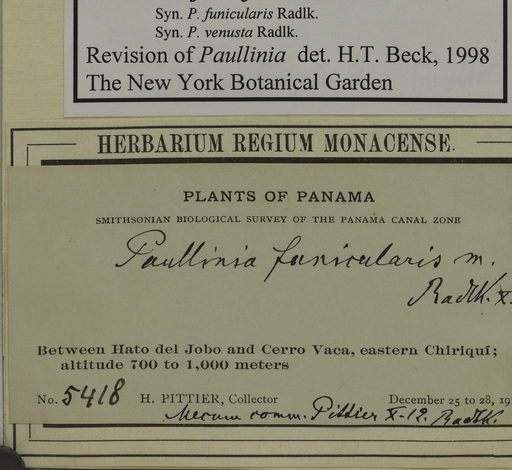 Syn. P. funicularis Radlk.
Syn. P. venusta Radlk.
Revision of Paullinia det. H.T. Beck, 1998
The New York Botanical Garden
HERBARIUM REGIUM MONACENSE.
PLANTS OF PANAMA
SMITHSONIAN BIOLOGICAL SURVEY OF THE PANAMA CANAL ZONE
Paullinia funicularis m.
Radlk. X.
Between Hato del Jobo and Cerro Vaca, eastern Chiriquí;
altitude 700 to 1,000 meters
No. 5418 H. PITTIER, Collector December 25 to 28, 19
Mecum comm. Pittier X.12. Radlk.